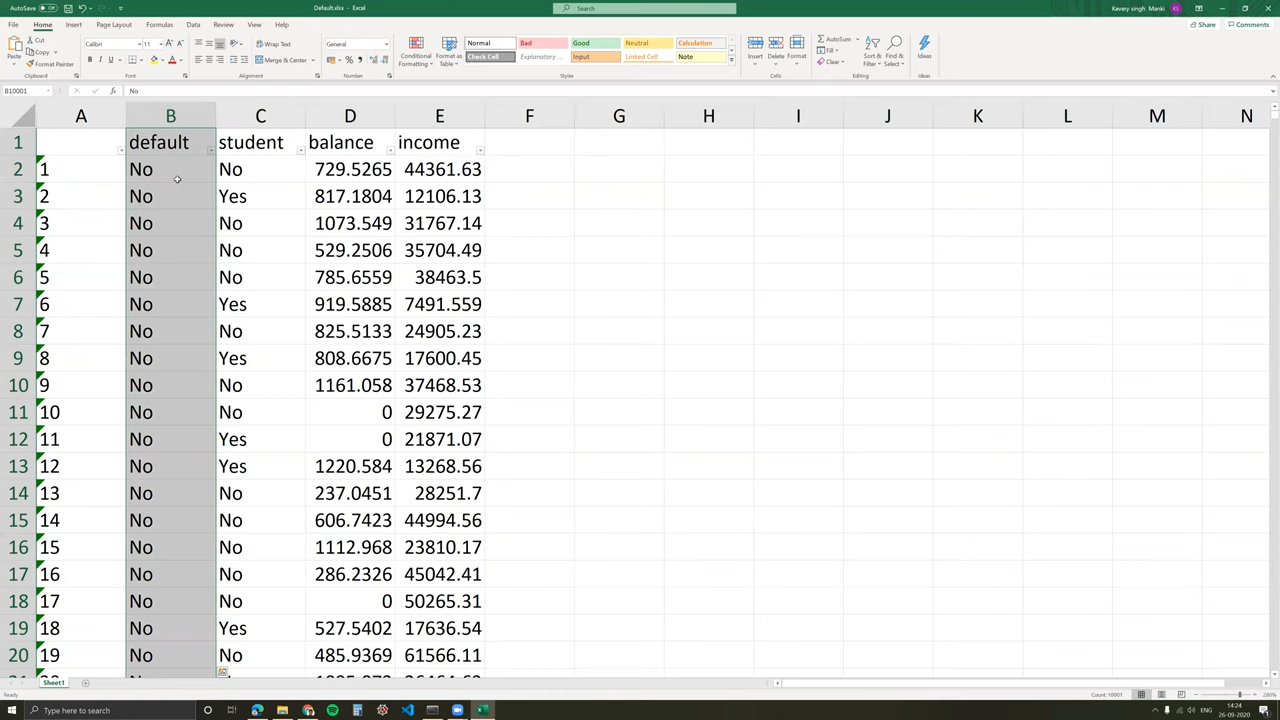 AutoSave Off
Default.xlsx - Excel
Search
Kavary singh Manki
File Home Insert Page Layout Formulas Data Review View Help
Share Comments
Paste
Cut
Copy
Format Painter
Clipboard
Calibri 11
B I U
Font
Wrap Text
Merge & Center
Alignment
General
Number
Conditional Formatting
Format as Table
Normal Bad Good Neutral Calculation
Check Cell Explanatory... Input Linked Cell Note
Styles
Insert Delete Format
Cells
AutoSum
Fill
Clear
Sort & Filter
Find & Select
Editing
Ideas
Ideas
B10001 fx No
A B C D E F G H I J K L M N
1 default student balance income
2 1 No No 729.5265 44361.63
3 2 No Yes 817.1804 12106.13
4 3 No No 1073.549 31767.14
5 4 No No 529.2506 35704.49
6 5 No No 785.6559 38463.5
7 6 No Yes 919.5885 7491.559
8 7 No No 825.5133 24905.23
9 8 No Yes 808.6675 17600.45
10 9 No No 1161.058 37468.53
11 10 No No 0 29275.27
12 11 No Yes 0 21871.07
13 12 No Yes 1220.584 13268.56
14 13 No No 237.0451 28251.7
15 14 No No 606.7423 44994.56
16 15 No No 1112.968 23810.17
17 16 No No 286.2326 45042.41
18 17 No No 0 50265.31
19 18 No Yes 527.5402 17636.54
20 19 No No 485.9369 61566.11
Sheet1
Ready
Count: 10001
280%
Type here to search
ENG
14:24
26-09-2020